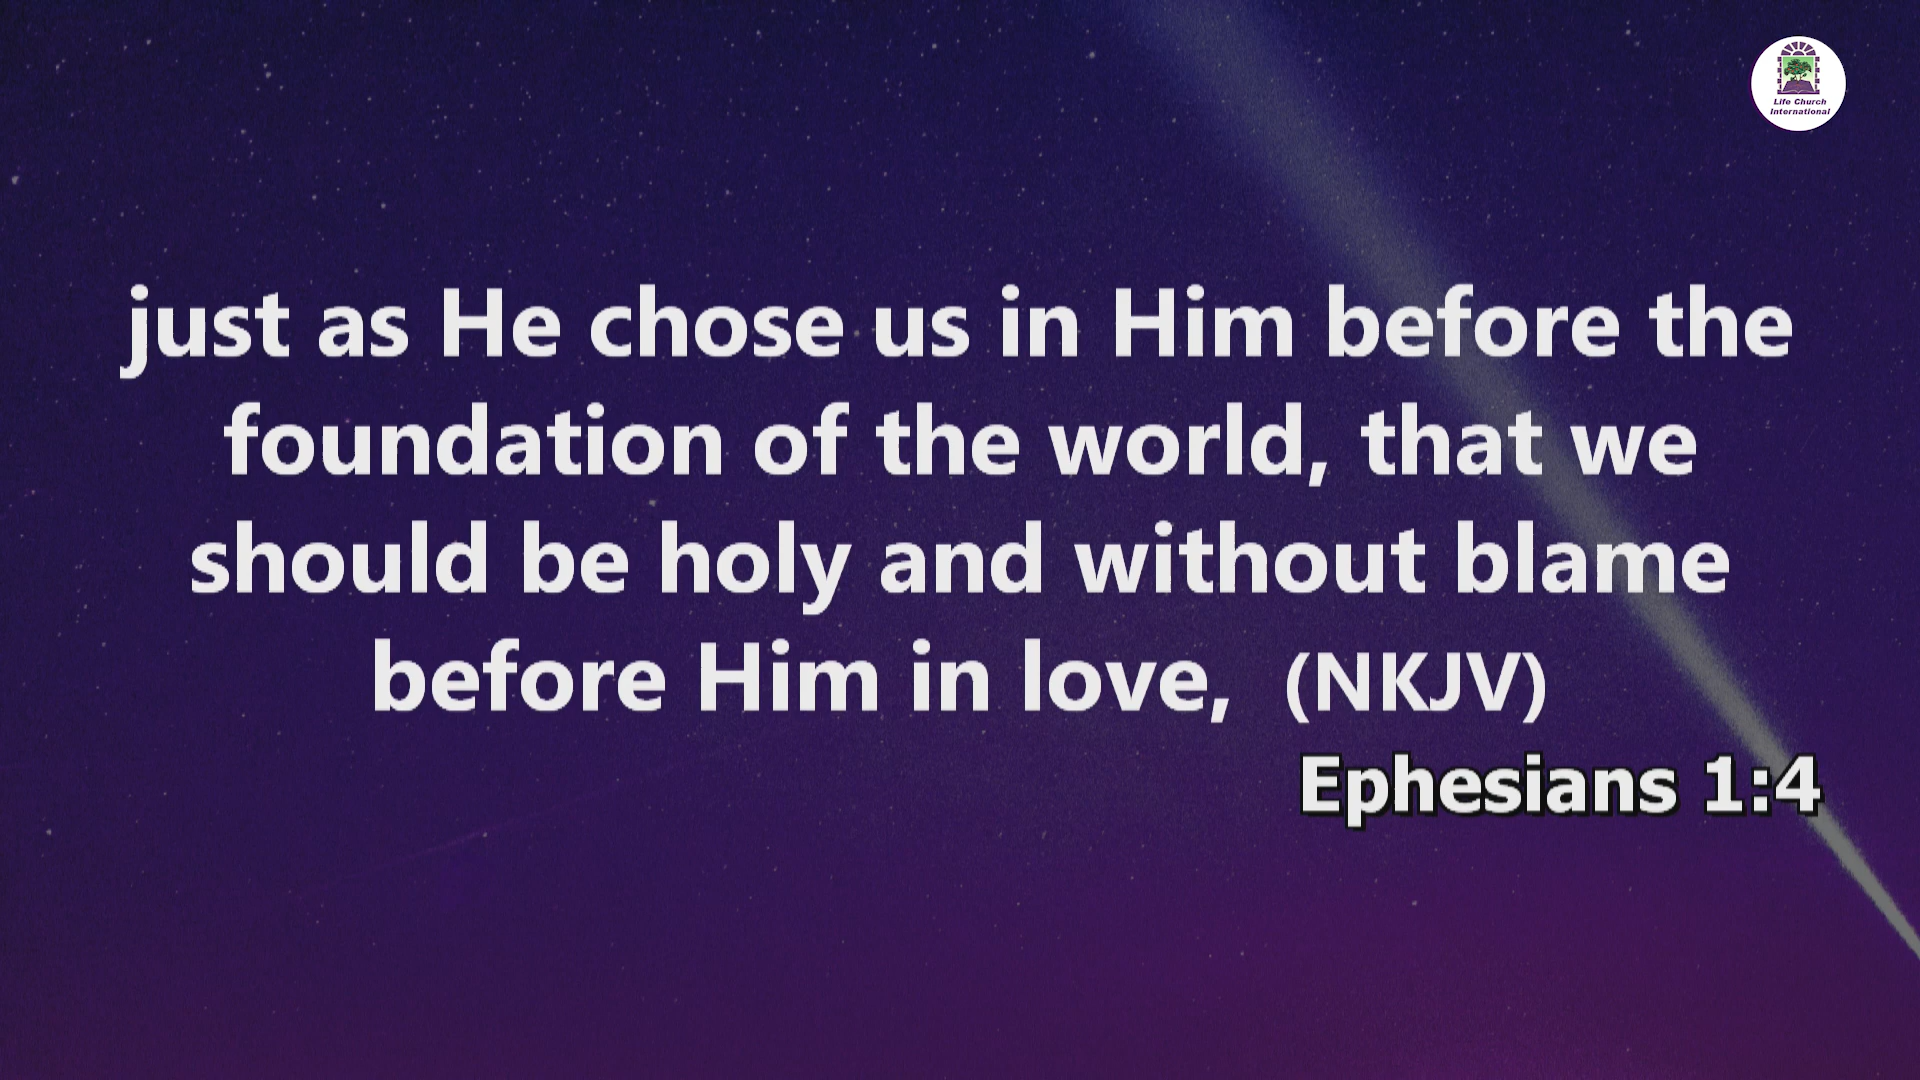 Life Church
International
just as He chose us in Him before the
foundation of the world, that we
should be holy and without blame
before Him in love,  (NKJV)
Ephesians 1:4